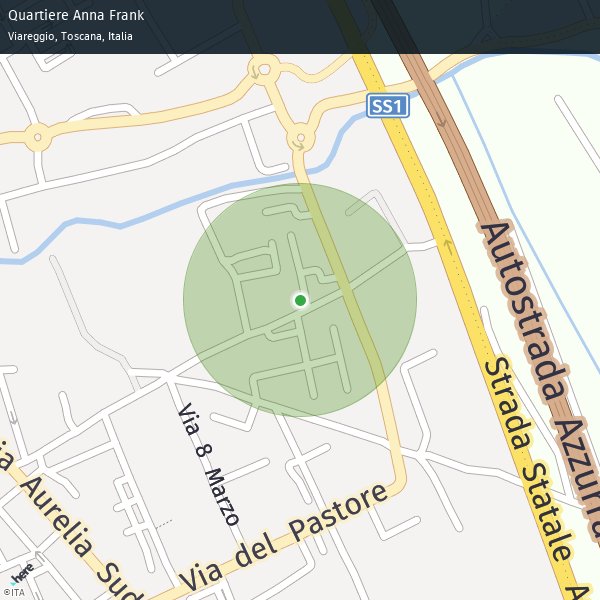 Quartiere Anna Frank
Viareggio, Toscana, Italia
SS1
Autostrada Azzurra
Strada Statale A
Via 8 Marzo
Via del Pastore
ia Aurelia Sud
here
©ITA